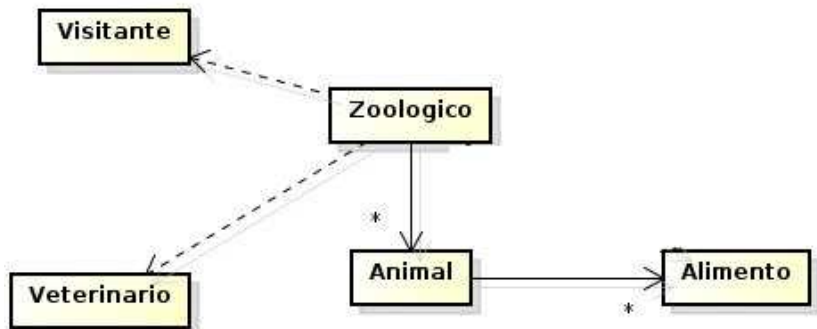 Visitante
Zoologico
*
Animal
Alimento
Veterinario
*